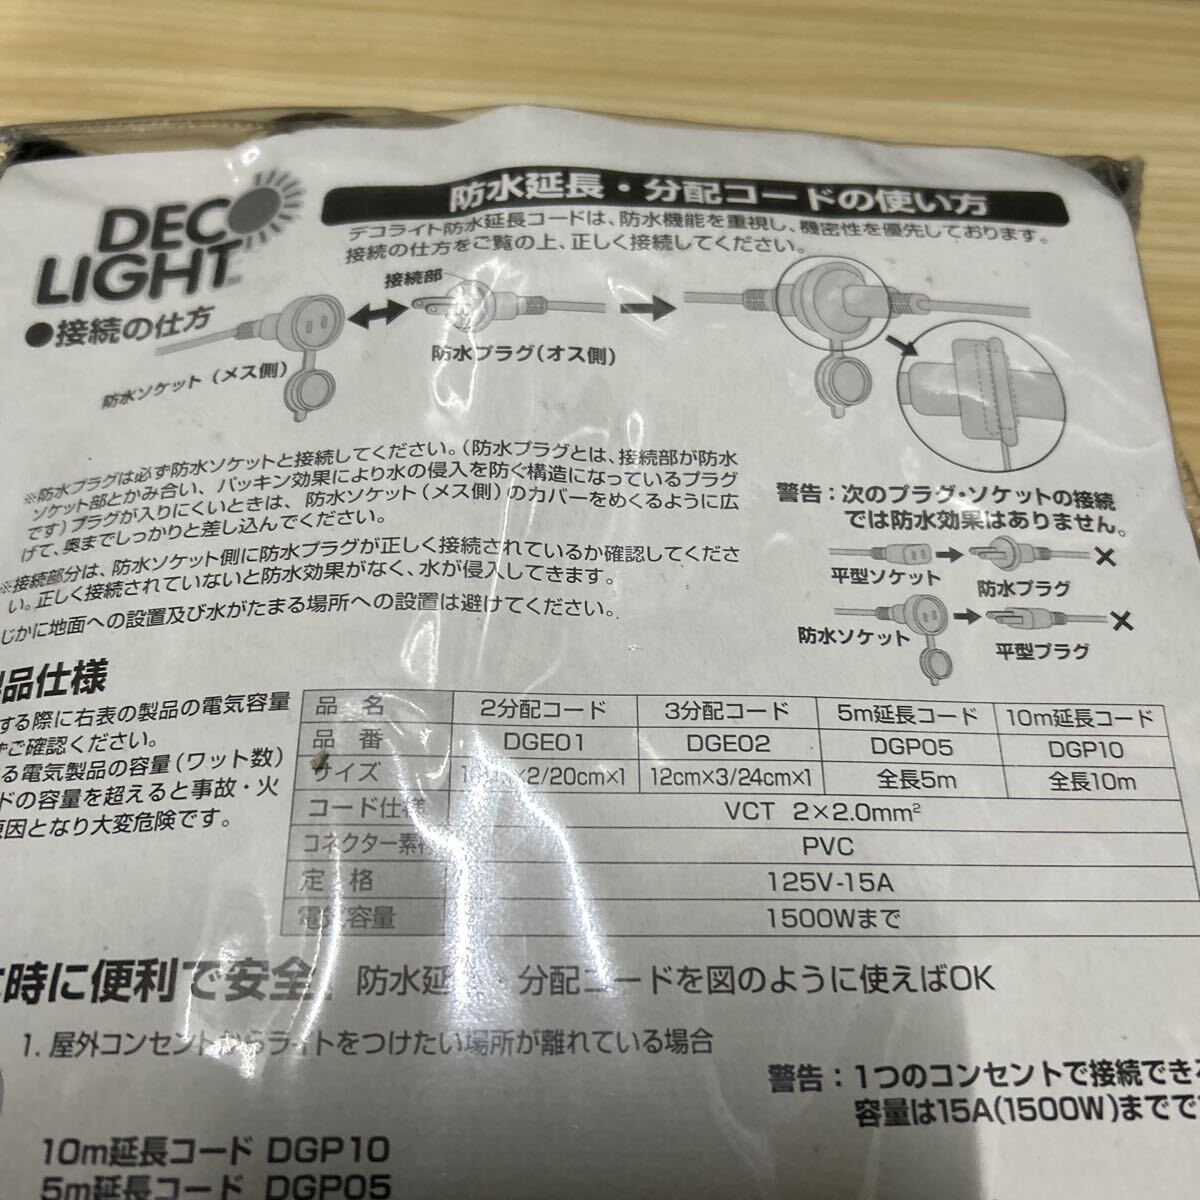 DECO
LIGHT
防水延長・分配コードの使い方
デコライト防水延長コードは、防水機能を重視し、機密性を優先しております。
接続の仕方をご覧の上、正しく接続してください。
●接続の仕方
接続部
防水ソケット（メス側）
防水プラグ（オス側）
※防水プラグは必ず防水ソケットと接続してください。（防水プラグとは、接続部が防水
ソケット部とかみ合い、パッキン効果により水の侵入を防ぐ構造になっているプラグ
です）プラグが入りにくいときは、防水ソケット（メス側）のカバーをめくるように広
げて、奥までしっかりと差し込んでください。
※接続部分は、防水ソケット側に防水プラグが正しく接続されているか確認してくださ
い。正しく接続されていないと防水効果がなく、水が侵入してきます。
じかに地面への設置及び水がたまる場所への設置は避けてください。
警告：次のプラグ・ソケットの接続
では防水効果はありません。
平型ソケット
防水プラグ
×
防水ソケット
平型プラグ
×
品仕様
する際に右表の製品の電気容量
ずご確認ください。
る電気製品の容量（ワット数）
ドの容量を超えると事故・火
原因となり大変危険です。
品 名 2分配コード 3分配コード 5m延長コード 10m延長コード
品 番 DGE01 DGE02 DGP05 DGP10
サイズ ×2/20cm×1 12cm×3/24cm×1 全長5m 全長10m
コード仕様 VCT 2×2.0mm²
コネクター素材 PVC
定 格 125V-15A
電気容量 1500Wまで
時に便利で安全 防水延長・分配コードを図のように使えばOK
1. 屋外コンセントからライトをつけたい場所が離れている場合
警告：1つのコンセントで接続できる
容量は15A(1500W)までで
10m延長コード DGP10
5m延長コード DGP05